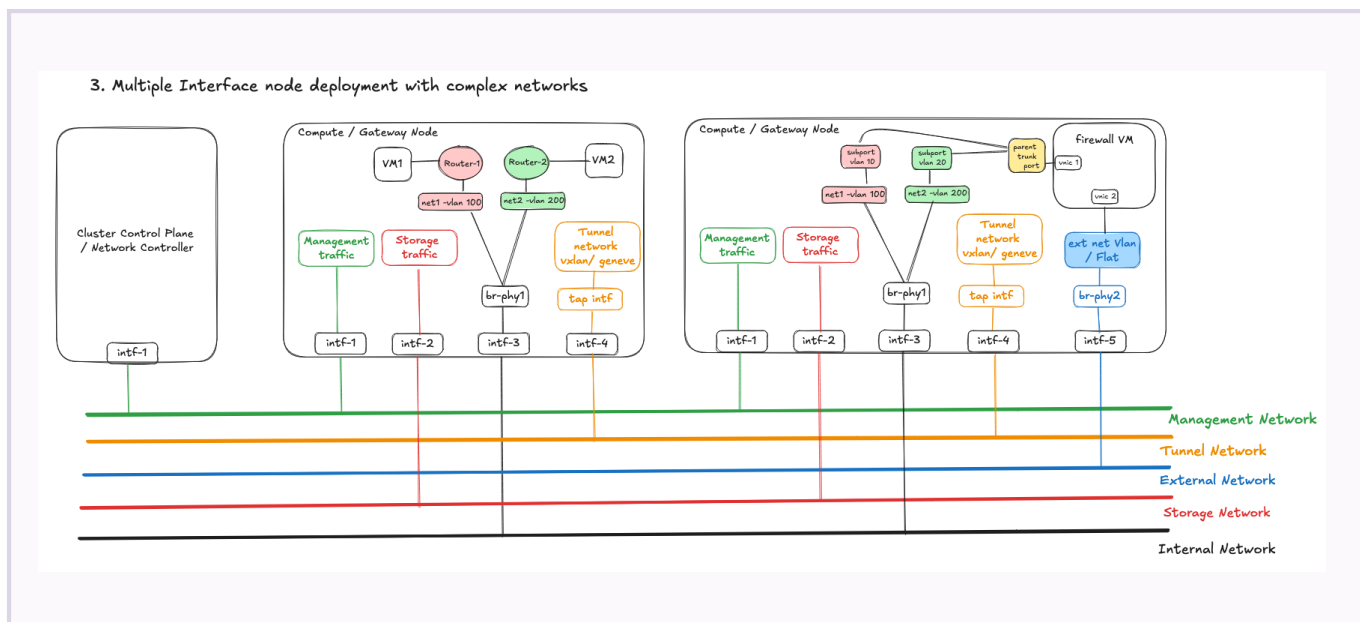 3. Multiple Interface node deployment with complex networks
Cluster Control Plane
/ Network Controller
intf-1
Compute / Gateway Node
VM1
Router-1
Router-2
VM2
net1 -vlan 100
net2 -vlan 200
Management
traffic
Storage
traffic
Tunnel
network
vxlan/ geneve
br-phy1
tap intf
intf-1
intf-2
intf-3
intf-4
Compute / Gateway Node
firewall VM
subport
vlan 10
subport
vlan 20
parent
trunk
port
vnic 1
net1 -vlan 100
net2 -vlan 200
vnic 2
Management
traffic
Storage
traffic
Tunnel
network
vxlan/ geneve
ext net Vlan
/ Flat
br-phy1
tap intf
br-phy2
intf-1
intf-2
intf-3
intf-4
intf-5
Management Network
Tunnel Network
External Network
Storage Network
Internal Network